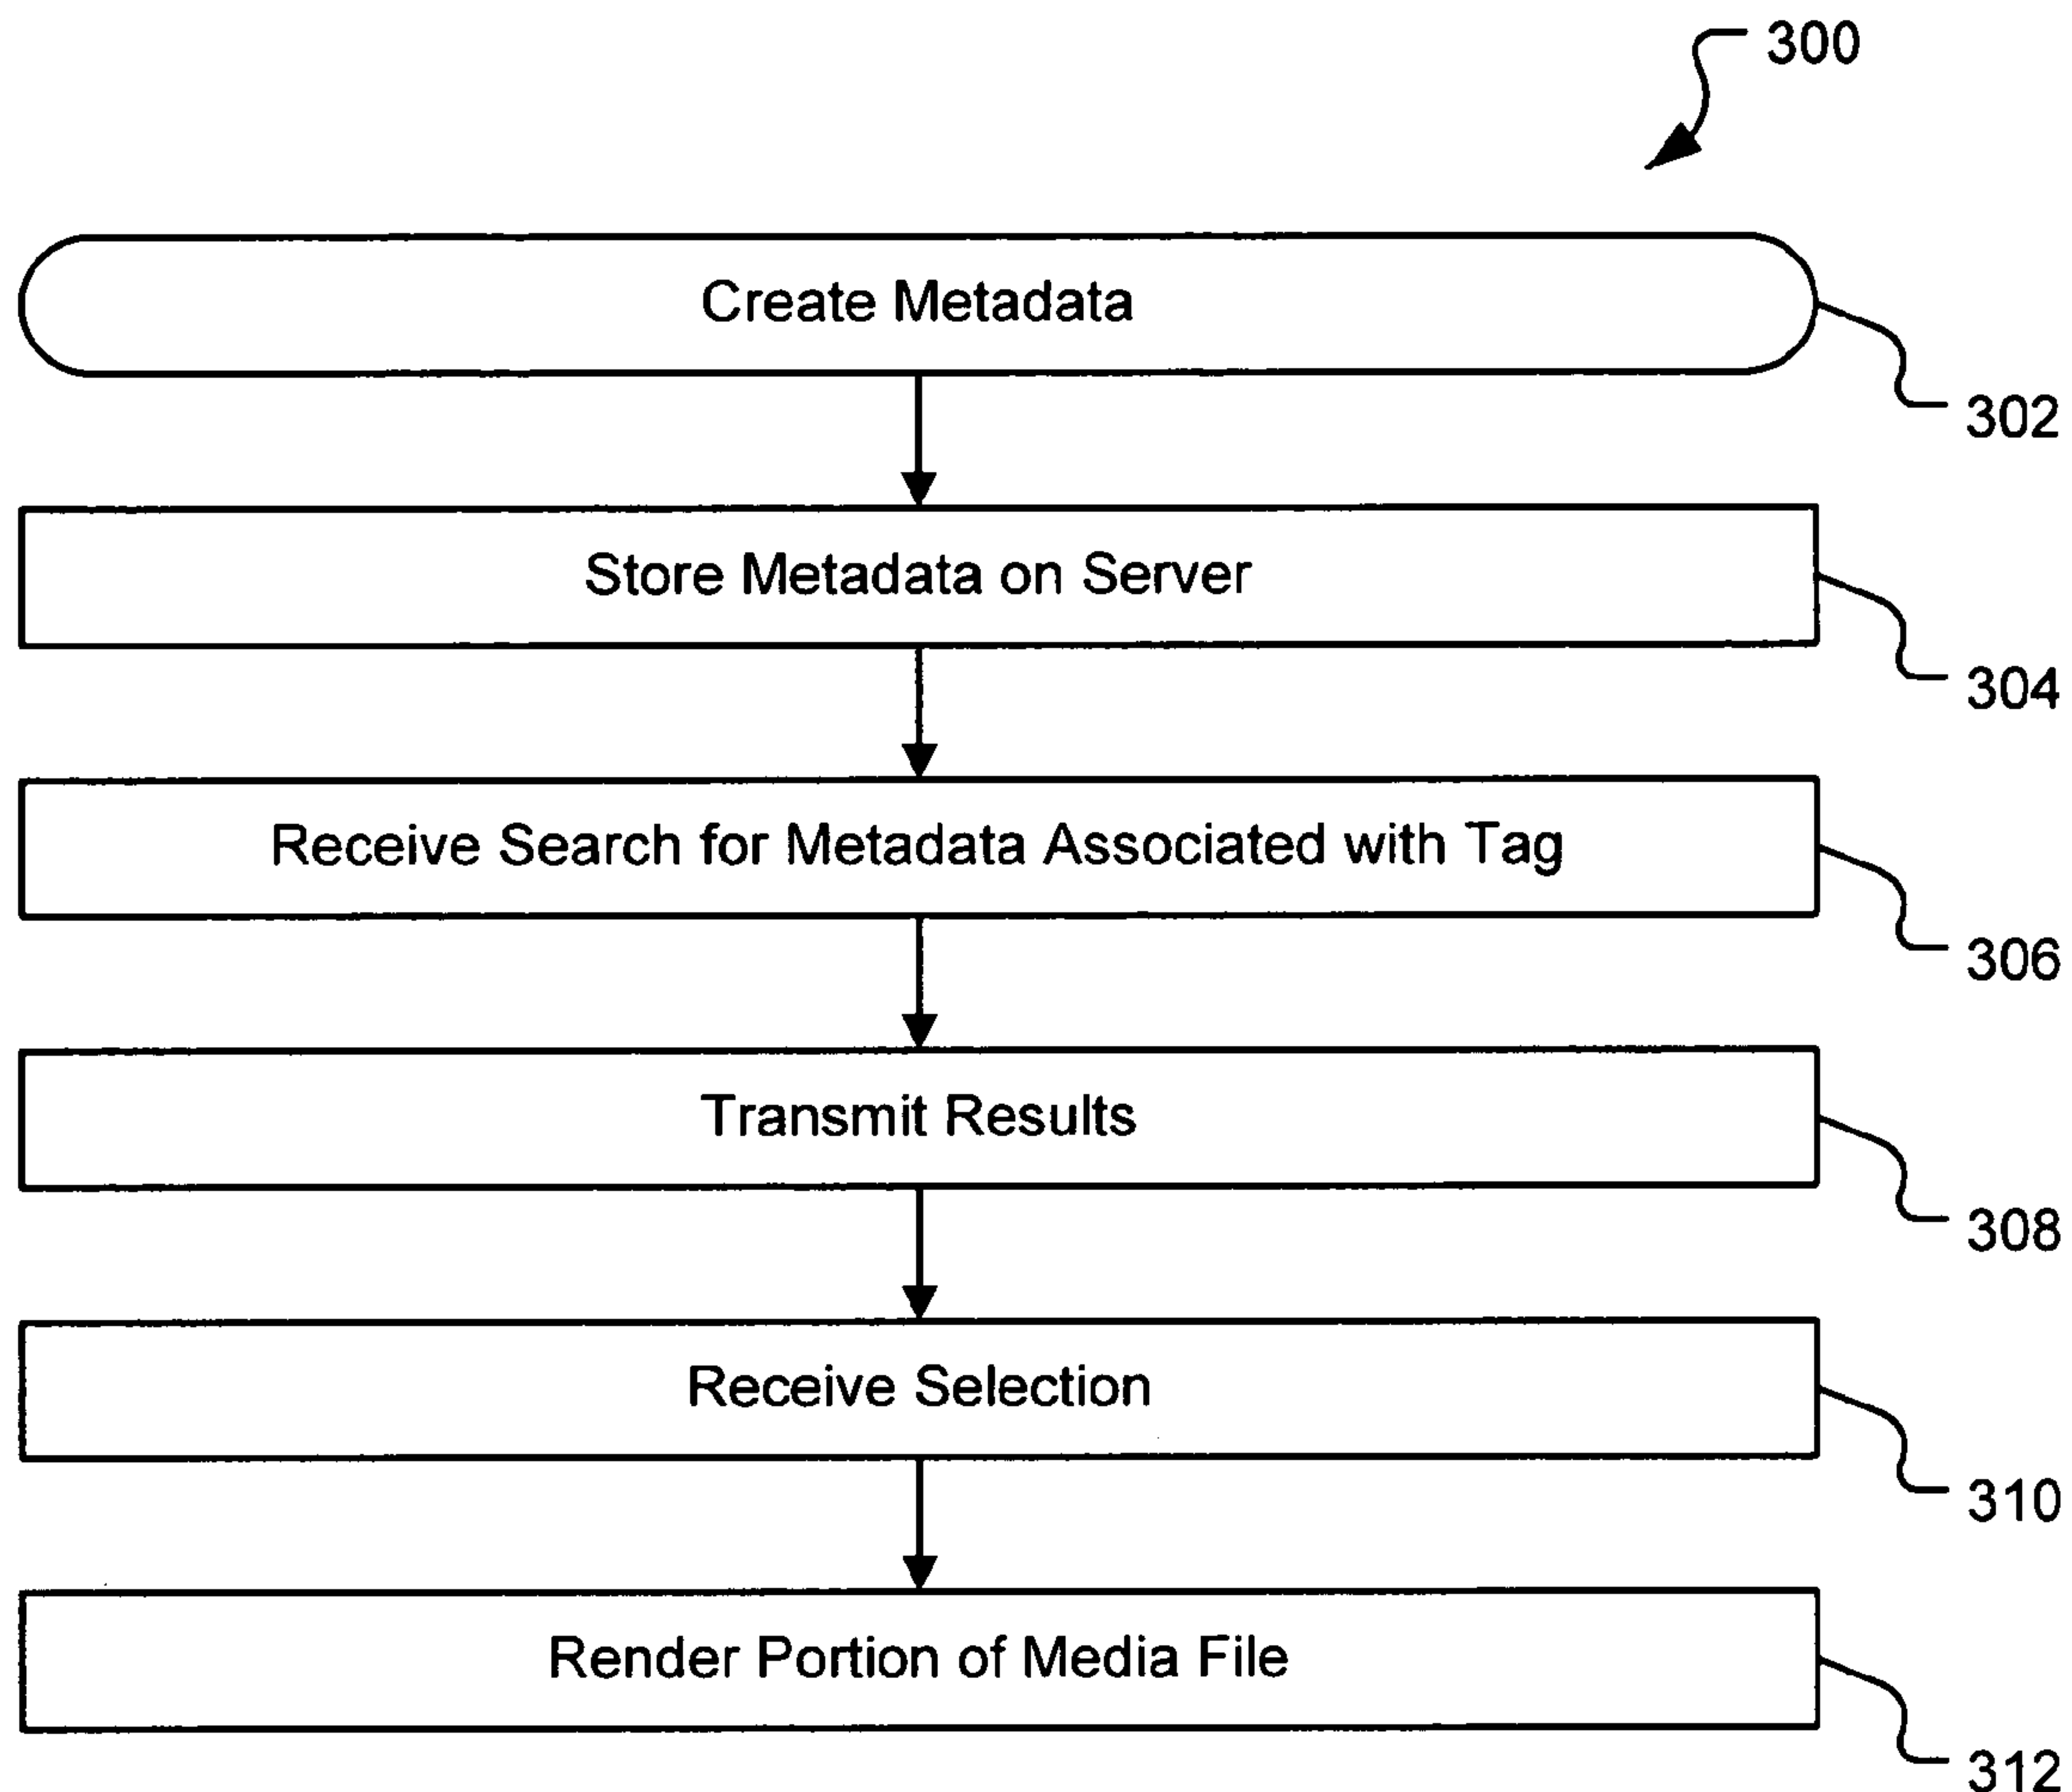 300
Create Metadata
302
Store Metadata on Server
304
Receive Search for Metadata Associated with Tag
306
Transmit Results
308
Receive Selection
310
Render Portion of Media File
312